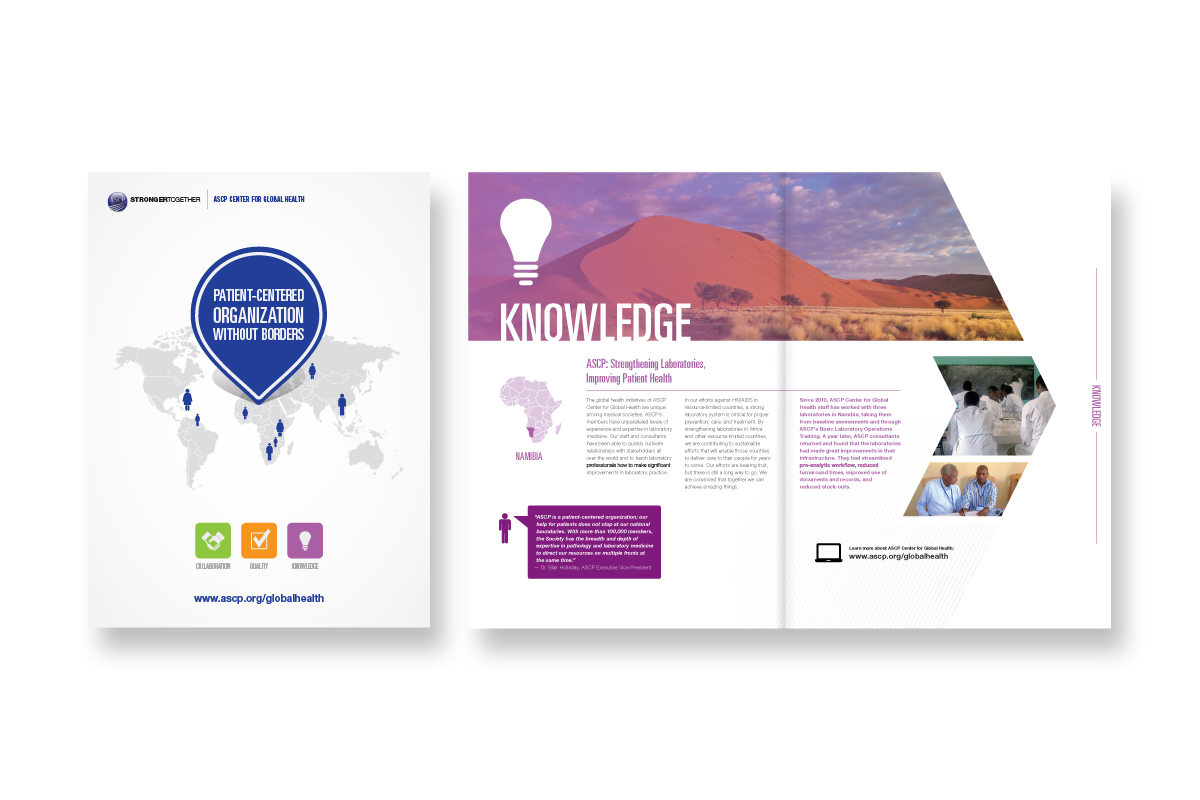 STRONGERTOGETHER
ASCP CENTER FOR GLOBAL HEALTH
PATIENT-CENTERED
ORGANIZATION
WITHOUT BORDERS
COLLABORATION
QUALITY
KNOWLEDGE
www.ascp.org/globalhealth
KNOWLEDGE
ASCP: Strengthening Laboratories,
Improving Patient Health
NAMIBIA
The global health initiatives of ASCP
Center for Global Health are unique
among medical societies. ASCP's
members have unparalleled levels of
experience and expertise in laboratory
medicine. Our staff and consultants
have been able to quickly cultivate
relationships with stakeholders all
over the world and to teach laboratory
professionals how to make significant
improvements in laboratory practice.
In our efforts against HIV/AIDS in
resource-limited countries, a strong
laboratory system is critical for proper
prevention, care, and treatment. By
strengthening laboratories in Africa
and other resource-limited countries,
we are contributing to sustainable
efforts that will enable those countries
to deliver care to their people for years
to come. Our efforts are bearing fruit,
but there is still a long way to go. We
are convinced that together we can
achieve amazing things.
Since 2010, ASCP Center for Global
Health staff has worked with three
laboratories in Namibia, taking them
from baseline assessments and through
ASCP's Basic Laboratory Operations
Training. A year later, ASCP consultants
returned and found that the laboratories
had made great improvements in their
infrastructure. They had streamlined
pre-analytic workflow, reduced
turnaround times, improved use of
documents and records, and
reduced stock-outs.
"ASCP is a patient-centered organization; our
help for patients does not stop at our national
boundaries. With more than 100,000 members,
the Society has the breadth and depth of
expertise in pathology and laboratory medicine
to direct our resources on multiple fronts at
the same time."
— Dr. Blair Holladay, ASCP Executive Vice President
Learn more about ASCP Center for Global Health:
www.ascp.org/globalhealth
KNOWLEDGE